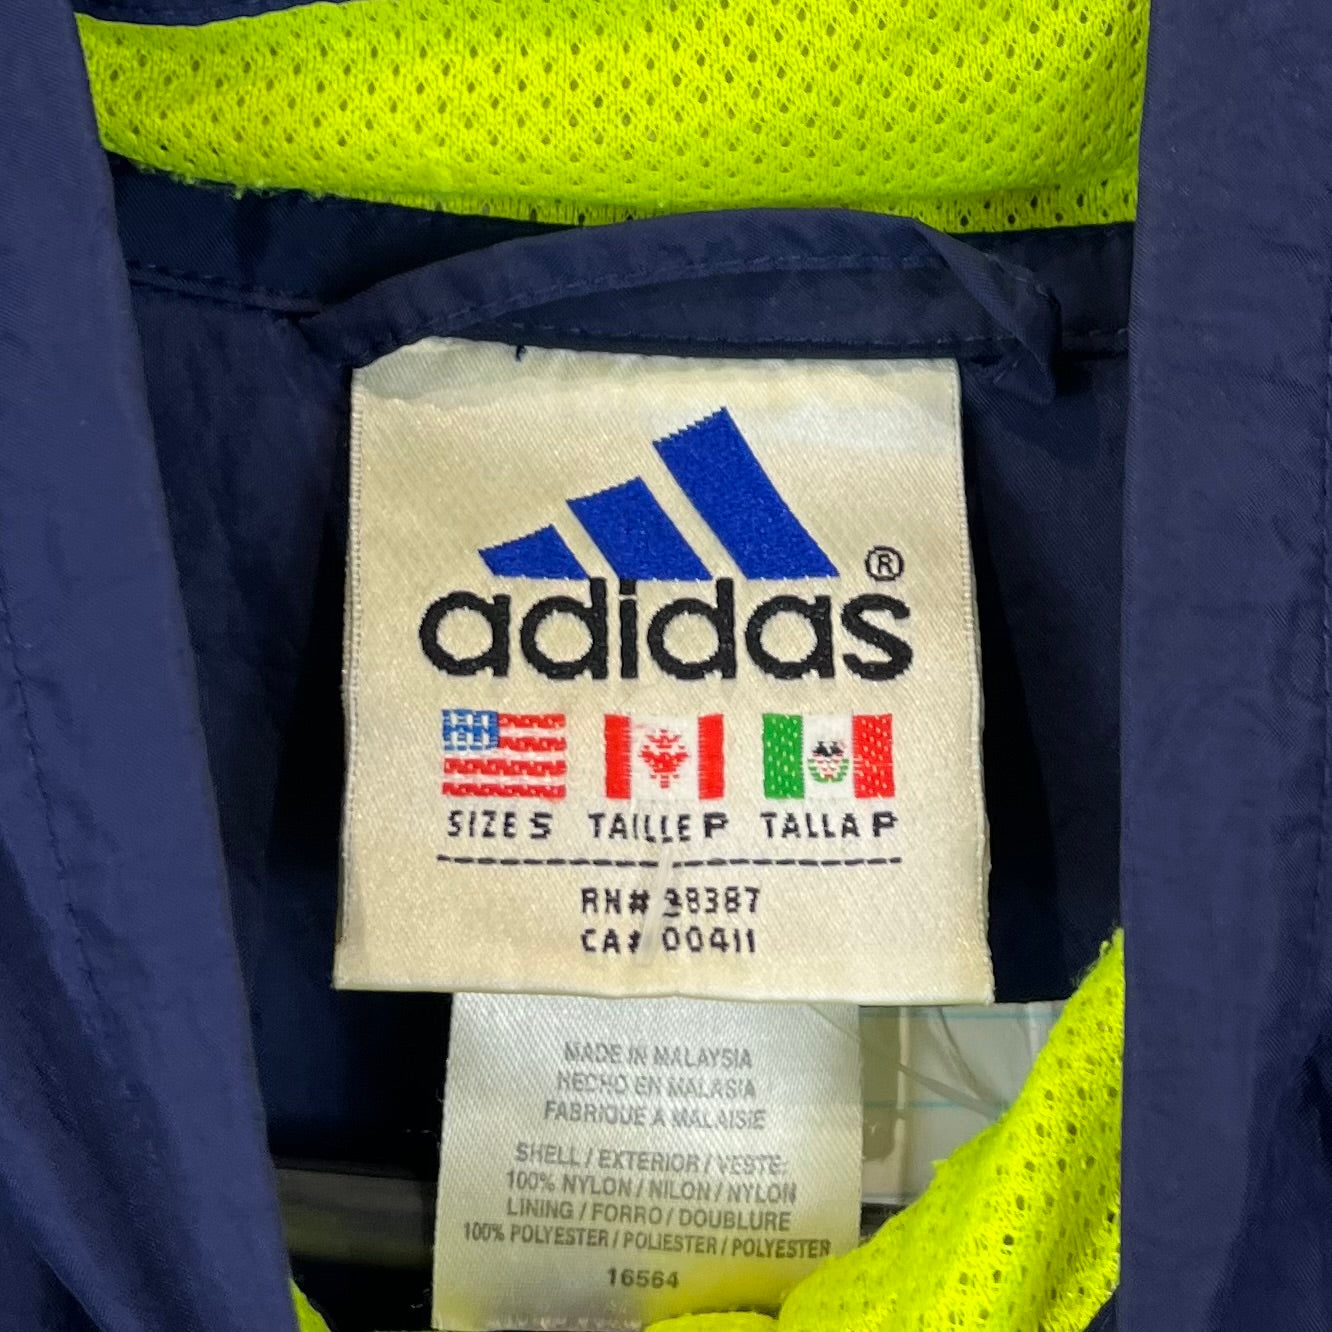 adidas®
SIZE S TAILLE P TALLA P
RN# 38387
CA# 00411
MADE IN MALAYSIA
HECHO EN MALASIA
FABRIQUE A MALAISIE
SHELL / EXTERIOR / VESTE:
100% NYLON / NILON / NYLON
LINING / FORRO / DOUBLURE
100% POLYESTER / POLIESTER / POLYESTER
16564